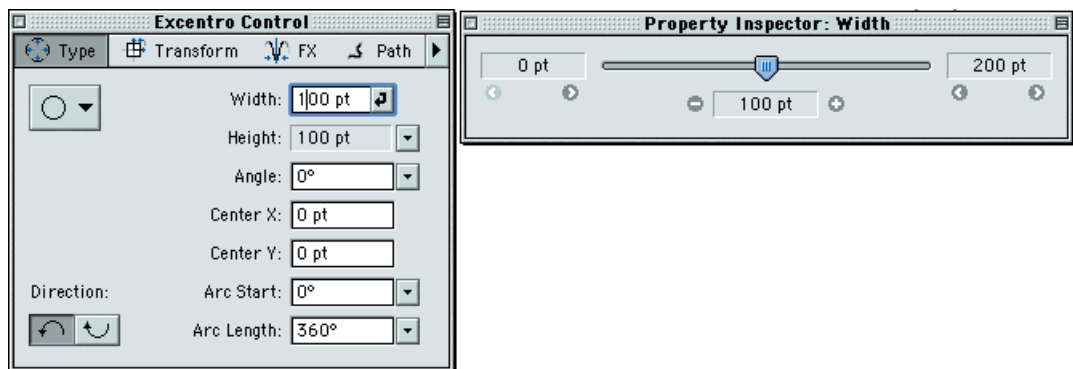 Excentro Control
Type Transform FX Path
Width: 100 pt
Height: 100 pt
Angle: 0°
Center X: 0 pt
Center Y: 0 pt
Direction: Arc Start: 0°
Arc Length: 360°
Property Inspector: Width
0 pt 200 pt
100 pt